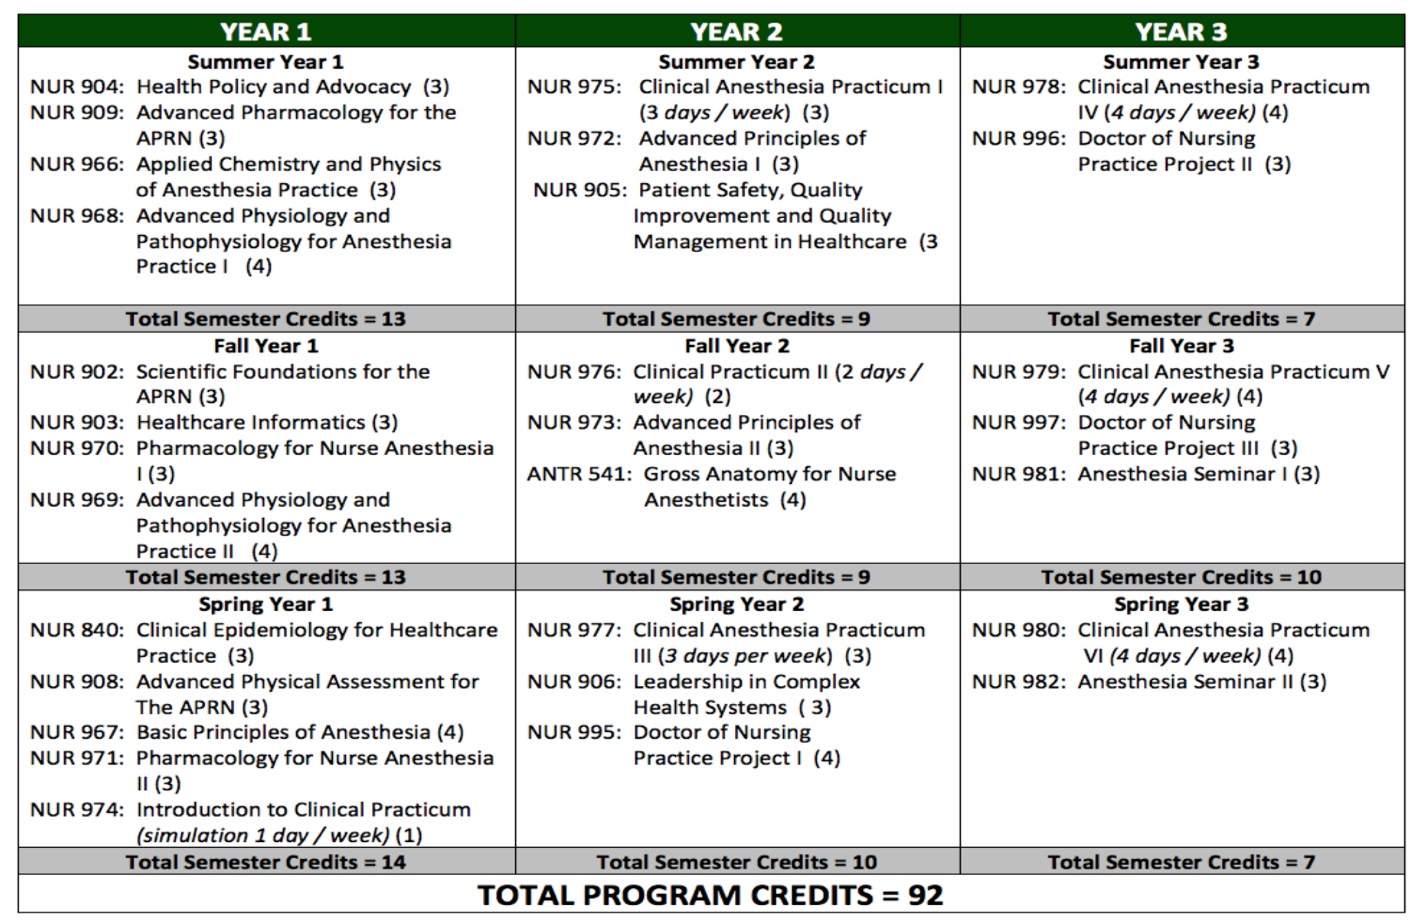 YEAR 1
YEAR 2
YEAR 3
Summer Year 1
NUR 904: Health Policy and Advocacy (3)
NUR 909: Advanced Pharmacology for the
APRN (3)
NUR 966: Applied Chemistry and Physics
of Anesthesia Practice (3)
NUR 968: Advanced Physiology and
Pathophysiology for Anesthesia
Practice I (4)
Summer Year 2
NUR 975: Clinical Anesthesia Practicum I
(3 days / week) (3)
NUR 972: Advanced Principles of
Anesthesia I (3)
NUR 905: Patient Safety, Quality
Improvement and Quality
Management in Healthcare (3
Summer Year 3
NUR 978: Clinical Anesthesia Practicum
IV (4 days / week) (4)
NUR 996: Doctor of Nursing
Practice Project II (3)
Total Semester Credits = 13
Total Semester Credits = 9
Total Semester Credits = 7
Fall Year 1
NUR 902: Scientific Foundations for the
APRN (3)
NUR 903: Healthcare Informatics (3)
NUR 970: Pharmacology for Nurse Anesthesia
I (3)
NUR 969: Advanced Physiology and
Pathophysiology for Anesthesia
Practice II (4)
Fall Year 2
NUR 976: Clinical Practicum II (2 days /
week) (2)
NUR 973: Advanced Principles of
Anesthesia II (3)
ANTR 541: Gross Anatomy for Nurse
Anesthetists (4)
Fall Year 3
NUR 979: Clinical Anesthesia Practicum V
(4 days / week) (4)
NUR 997: Doctor of Nursing
Practice Project III (3)
NUR 981: Anesthesia Seminar I (3)
Total Semester Credits = 13
Total Semester Credits = 9
Total Semester Credits = 10
Spring Year 1
NUR 840: Clinical Epidemiology for Healthcare
Practice (3)
NUR 908: Advanced Physical Assessment for
The APRN (3)
NUR 967: Basic Principles of Anesthesia (4)
NUR 971: Pharmacology for Nurse Anesthesia
II (3)
NUR 974: Introduction to Clinical Practicum
(simulation 1 day / week) (1)
Spring Year 2
NUR 977: Clinical Anesthesia Practicum
III (3 days per week) (3)
NUR 906: Leadership in Complex
Health Systems ( 3)
NUR 995: Doctor of Nursing
Practice Project I (4)
Spring Year 3
NUR 980: Clinical Anesthesia Practicum
VI (4 days / week) (4)
NUR 982: Anesthesia Seminar II (3)
Total Semester Credits = 14
Total Semester Credits = 10
Total Semester Credits = 7
TOTAL PROGRAM CREDITS = 92